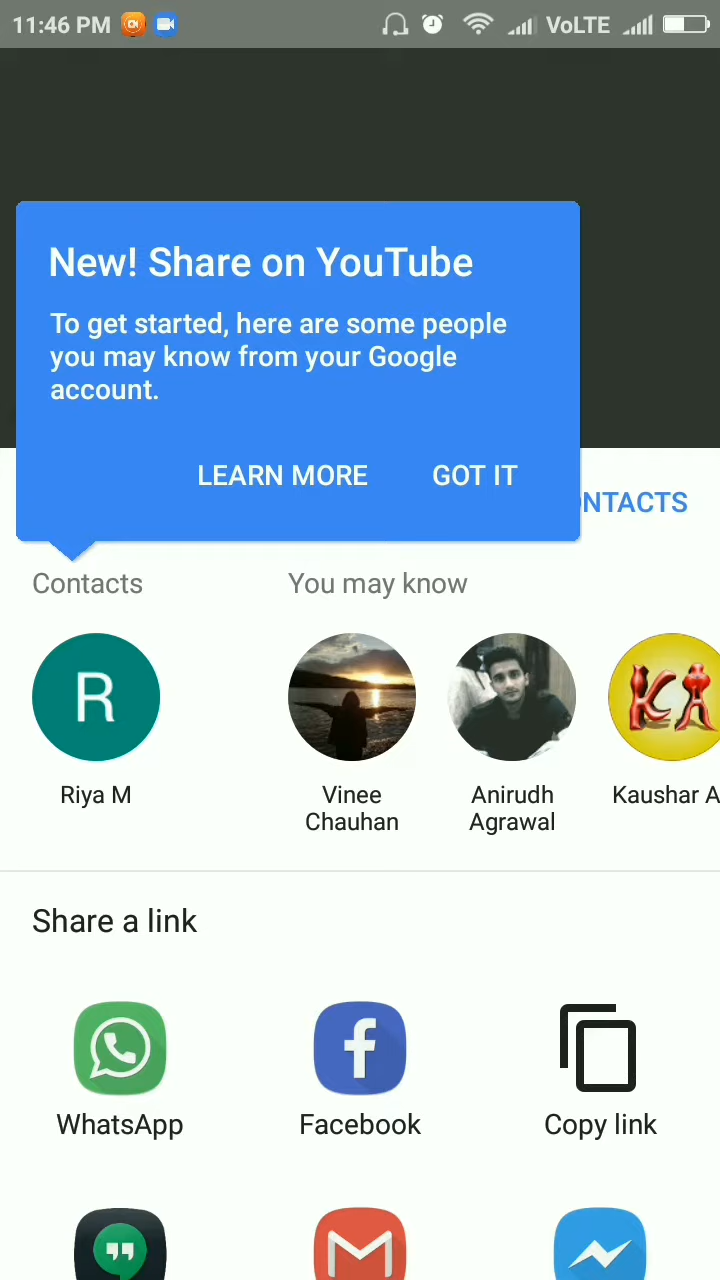 11:46 PM VoLTE
New! Share on YouTube
To get started, here are some people
you may know from your Google
account.
LEARN MORE GOT IT
NTACTS
Contacts You may know
R KA
Riya M Vinee Chauhan Anirudh Agrawal Kaushar A
Share a link
WhatsApp Facebook Copy link